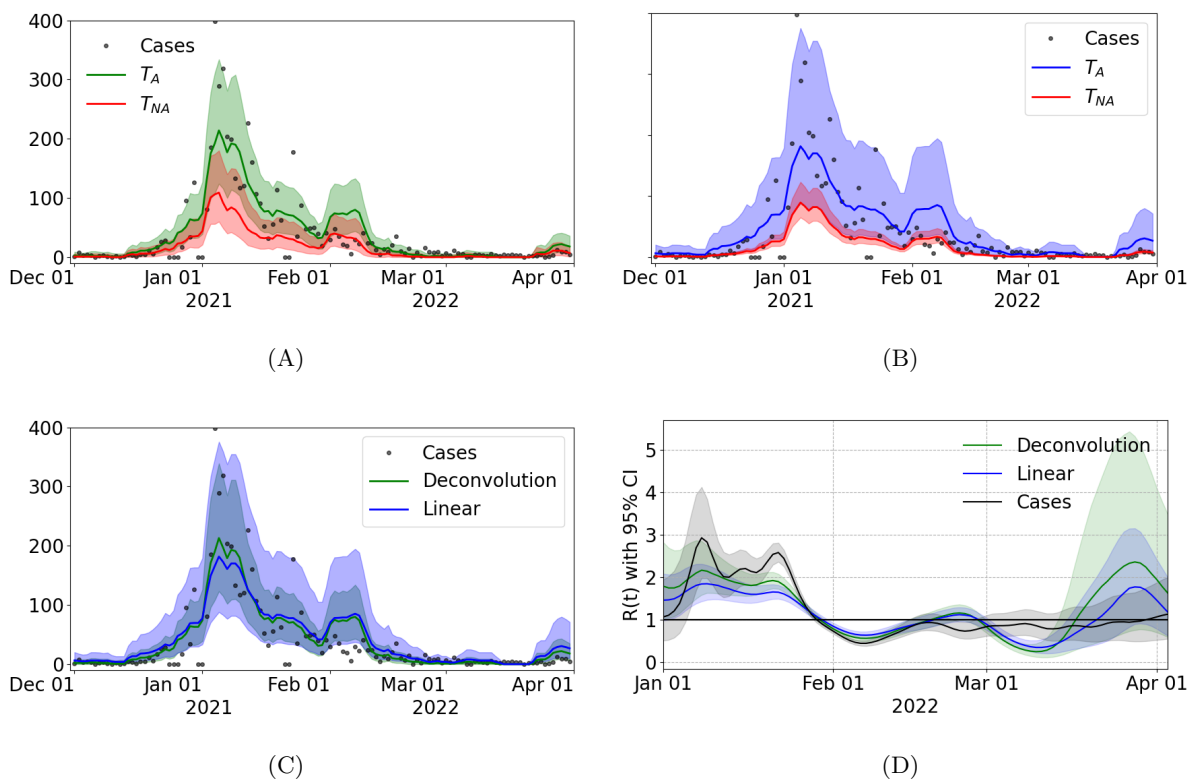 400
300
200
100
0
Cases
T_A
T_NA
Dec 01 Jan 01 Feb 01 Mar 01 Apr 01
2021 2022
(A)
Cases
T_A
T_NA
Dec 01 Jan 01 Feb 01 Mar 01 Apr 01
2021 2022
(B)
400
300
200
100
0
Cases
Deconvolution
Linear
Dec 01 Jan 01 Feb 01 Mar 01 Apr 01
2021 2022
(C)
R(t) with 95% CI
5
4
3
2
1
0
Deconvolution
Linear
Cases
Jan 01 Feb 01 Mar 01 Apr 01
2022
(D)